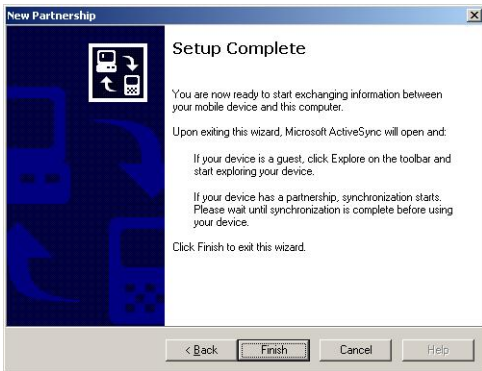 New Partnership
Setup Complete
You are now ready to start exchanging information between
your mobile device and this computer.
Upon exiting this wizard, Microsoft ActiveSync will open and:
If your device is a guest, click Explore on the toolbar and
start exploring your device.
If your device has a partnership, synchronization starts.
Please wait until synchronization is complete before using
your device.
Click Finish to exit this wizard.
< Back Finish Cancel Help